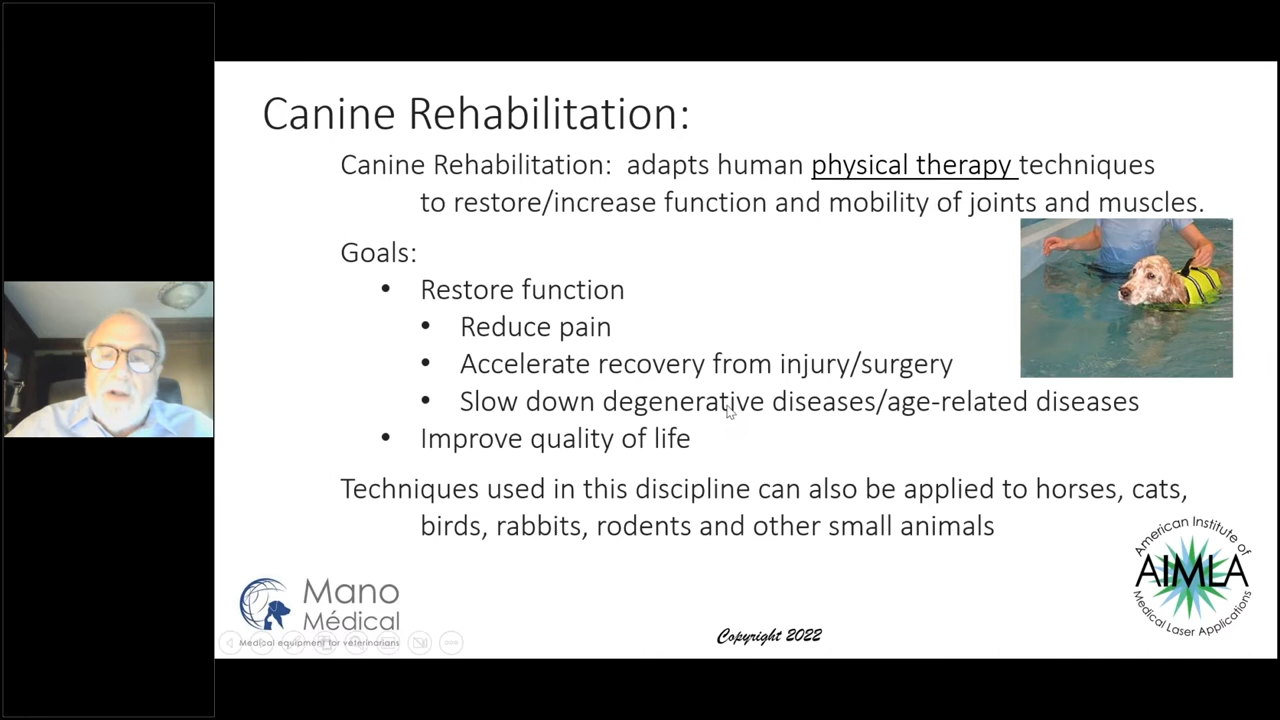 Canine Rehabilitation:
Canine Rehabilitation: adapts human physical therapy techniques
to restore/increase function and mobility of joints and muscles.
Goals:
• Restore function
• Reduce pain
• Accelerate recovery from injury/surgery
• Slow down degenerative diseases/age-related diseases
• Improve quality of life
Techniques used in this discipline can also be applied to horses, cats,
birds, rabbits, rodents and other small animals
Mano
Médical
Medical equipment for veterinarians
Copyright 2022
American Institute of
AIMLA
Medical Laser Applications